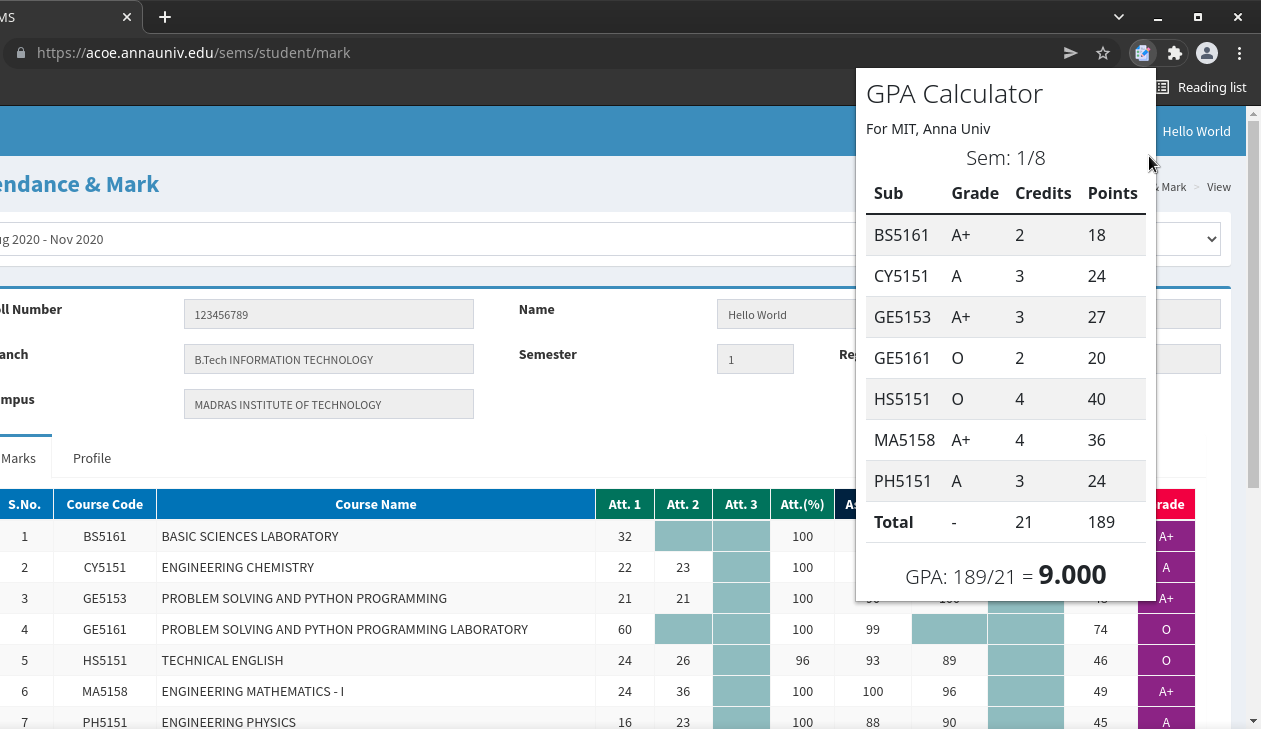 MS
https://acoe.annauniv.edu/sems/student/mark
Reading list
Hello World
endance & Mark
& Mark > View
ug 2020 - Nov 2020
GPA Calculator
For MIT, Anna Univ
Sem: 1/8
Sub Grade Credits Points
BS5161 A+ 2 18
CY5151 A 3 24
GE5153 A+ 3 27
GE5161 O 2 20
HS5151 O 4 40
MA5158 A+ 4 36
PH5151 A 3 24
Total - 21 189
GPA: 189/21 = 9.000
oll Number 123456789 Name Hello World
anch B.Tech INFORMATION TECHNOLOGY Semester 1 Reg
mpus MADRAS INSTITUTE OF TECHNOLOGY
Marks Profile
S.No. Course Code Course Name Att. 1 Att. 2 Att. 3 Att.(%) As rade
1 BS5161 BASIC SCIENCES LABORATORY 32 100 A+
2 CY5151 ENGINEERING CHEMISTRY 22 23 100 A
3 GE5153 PROBLEM SOLVING AND PYTHON PROGRAMMING 21 21 100 A+
4 GE5161 PROBLEM SOLVING AND PYTHON PROGRAMMING LABORATORY 60 100 99 74 O
5 HS5151 TECHNICAL ENGLISH 24 26 96 93 89 46 O
6 MA5158 ENGINEERING MATHEMATICS - I 24 36 100 100 96 49 A+
7 PH5151 ENGINEERING PHYSICS 16 23 100 88 90 45 A